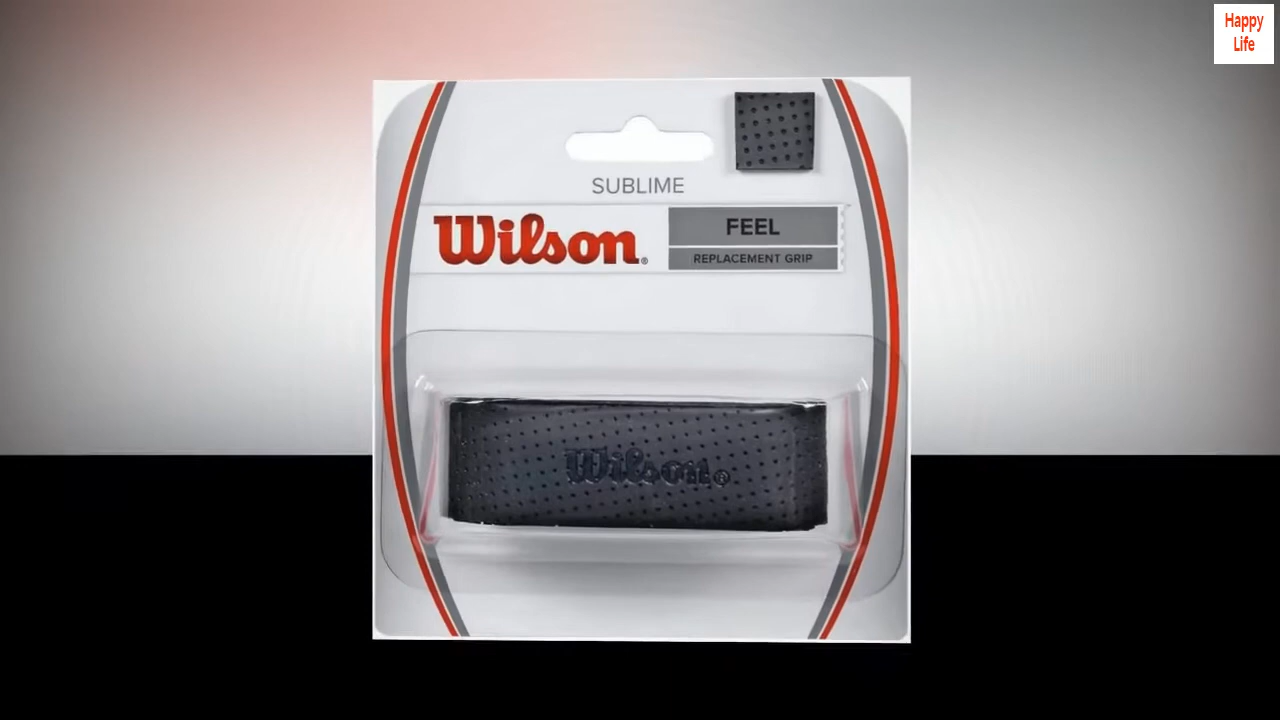 Happy
Life
SUBLIME
Wilson®
FEEL
REPLACEMENT GRIP
Wilson®